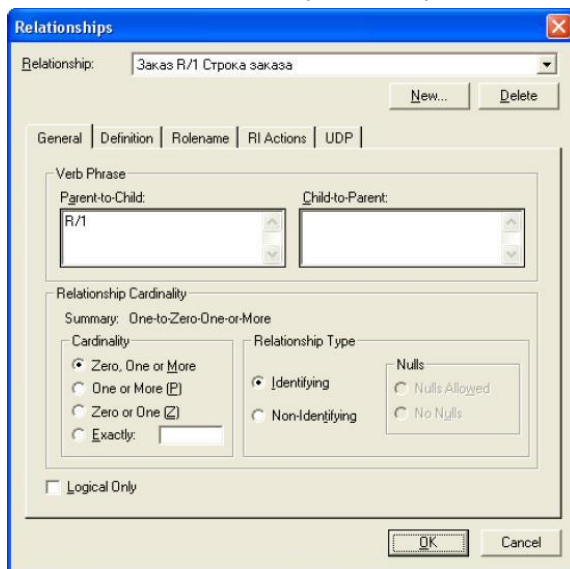 Relationships
Relationship: Заказ R/1 Строка заказа
New... Delete
General Definition Rolename RI Actions UDP
Verb Phrase
Parent-to-Child: Child-to-Parent:
R/1
Relationship Cardinality
Summary: One-to-Zero-One-or-More
Cardinality Relationship Type
Zero, One or More
One or More (P)
Zero or One (Z)
Exactly:
Identifying
Non-Identifying
Nulls
Nulls Allowed
No Nulls
Logical Only
OK Cancel